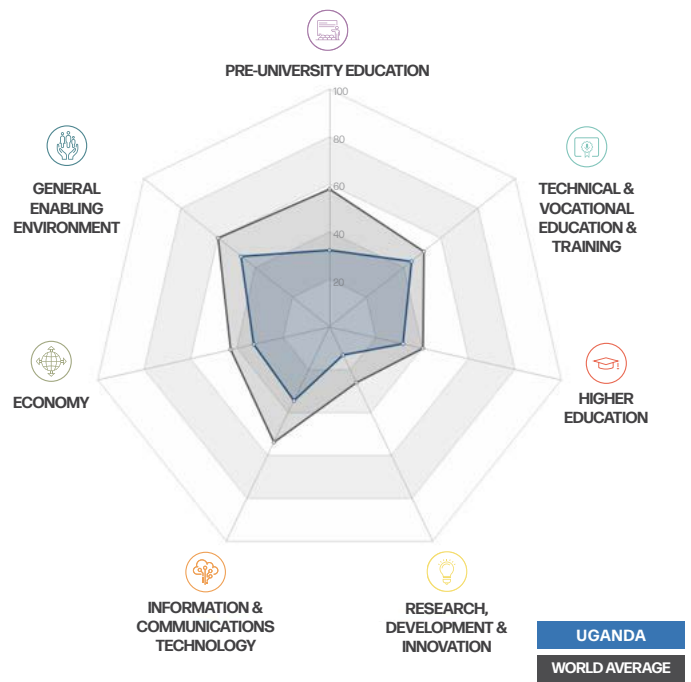 PRE-UNIVERSITY EDUCATION
100
80
60
40
20
GENERAL
ENABLING
ENVIRONMENT
TECHNICAL &
VOCATIONAL
EDUCATION &
TRAINING
ECONOMY
HIGHER
EDUCATION
INFORMATION &
COMMUNICATIONS
TECHNOLOGY
RESEARCH,
DEVELOPMENT &
INNOVATION
UGANDA
WORLD AVERAGE